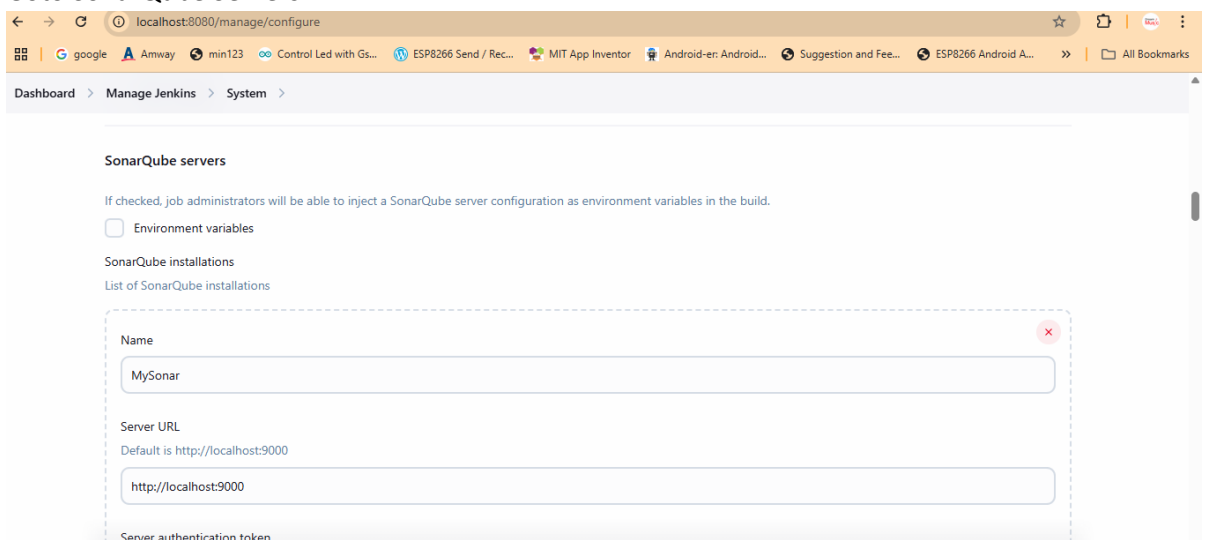 localhost:8080/manage/configure
google Amway min123 Control Led with Gs... ESP8266 Send / Rec... MIT App Inventor Android-er: Android... Suggestion and Fee... ESP8266 Android A... » All Bookmarks
Dashboard > Manage Jenkins > System >
SonarQube servers
If checked, job administrators will be able to inject a SonarQube server configuration as environment variables in the build.
Environment variables
SonarQube installations
List of SonarQube installations
Name
MySonar
Server URL
Default is http://localhost:9000
http://localhost:9000
Server authentication token